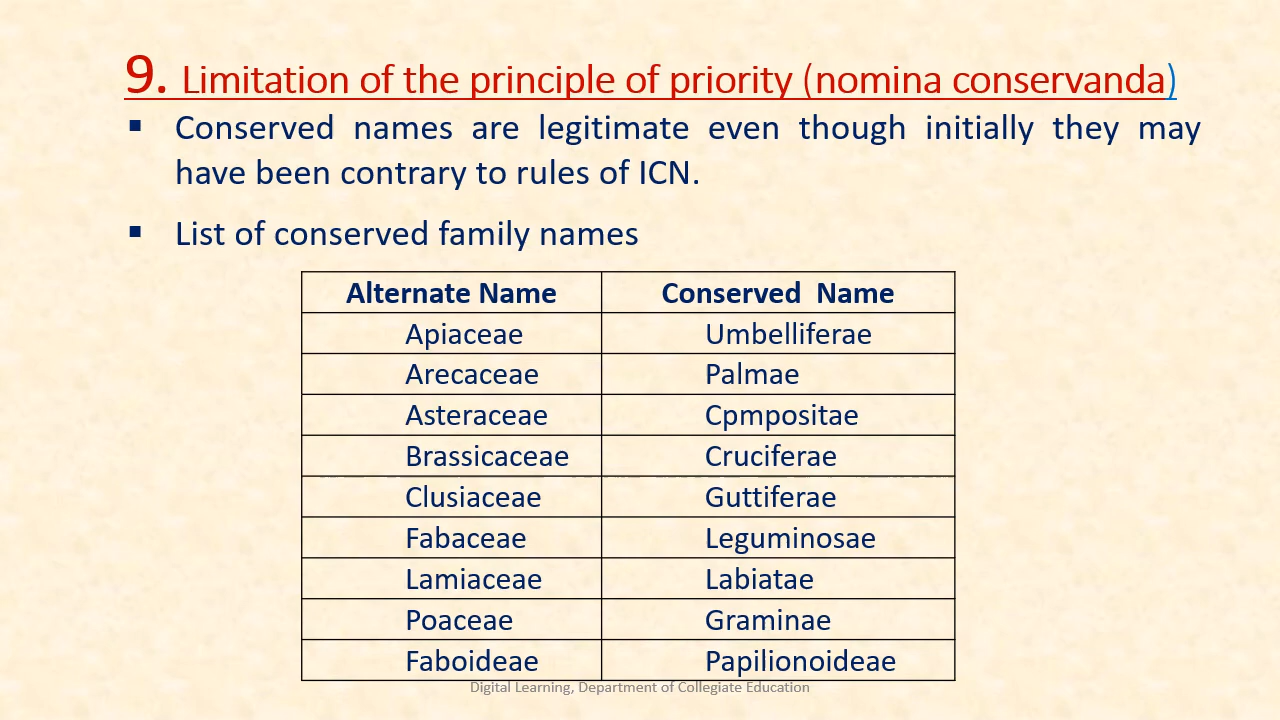 9. Limitation of the principle of priority (nomina conservanda)
▪ Conserved names are legitimate even though initially they may
have been contrary to rules of ICN.
▪ List of conserved family names
Alternate Name Conserved Name
Apiaceae Umbelliferae
Arecaceae Palmae
Asteraceae Cpmpositae
Brassicaceae Cruciferae
Clusiaceae Guttiferae
Fabaceae Leguminosae
Lamiaceae Labiatae
Poaceae Graminae
Faboideae Papilionoideae
Digital Learning, Department of Collegiate Education